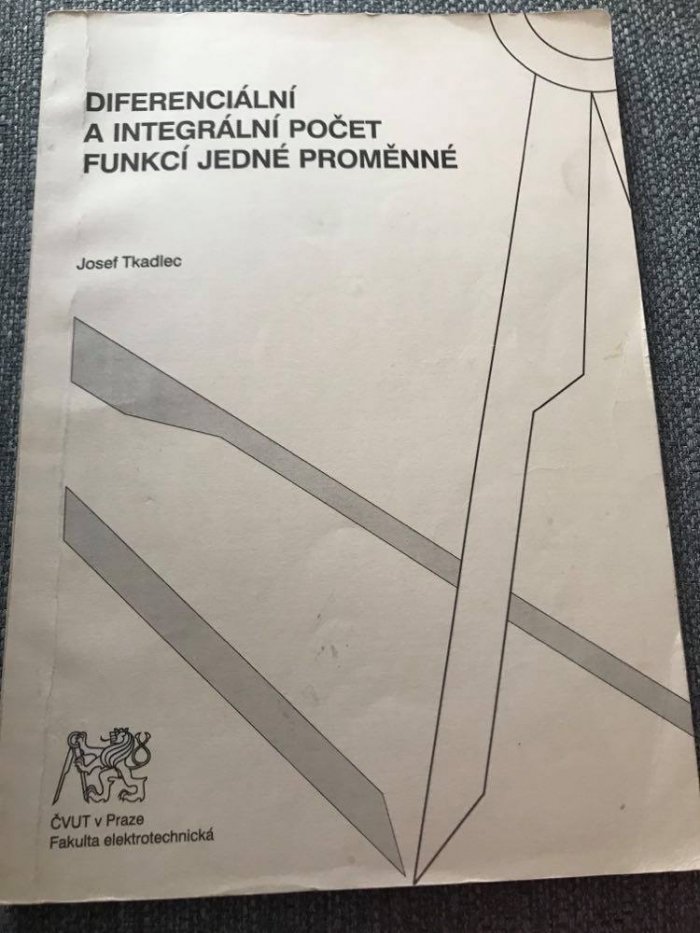 DIFERENCIÁLNÍ
A INTEGRÁLNÍ POČET
FUNKCÍ JEDNÉ PROMĚNNÉ
Josef Tkadlec
ČVUT v Praze
Fakulta elektrotechnická